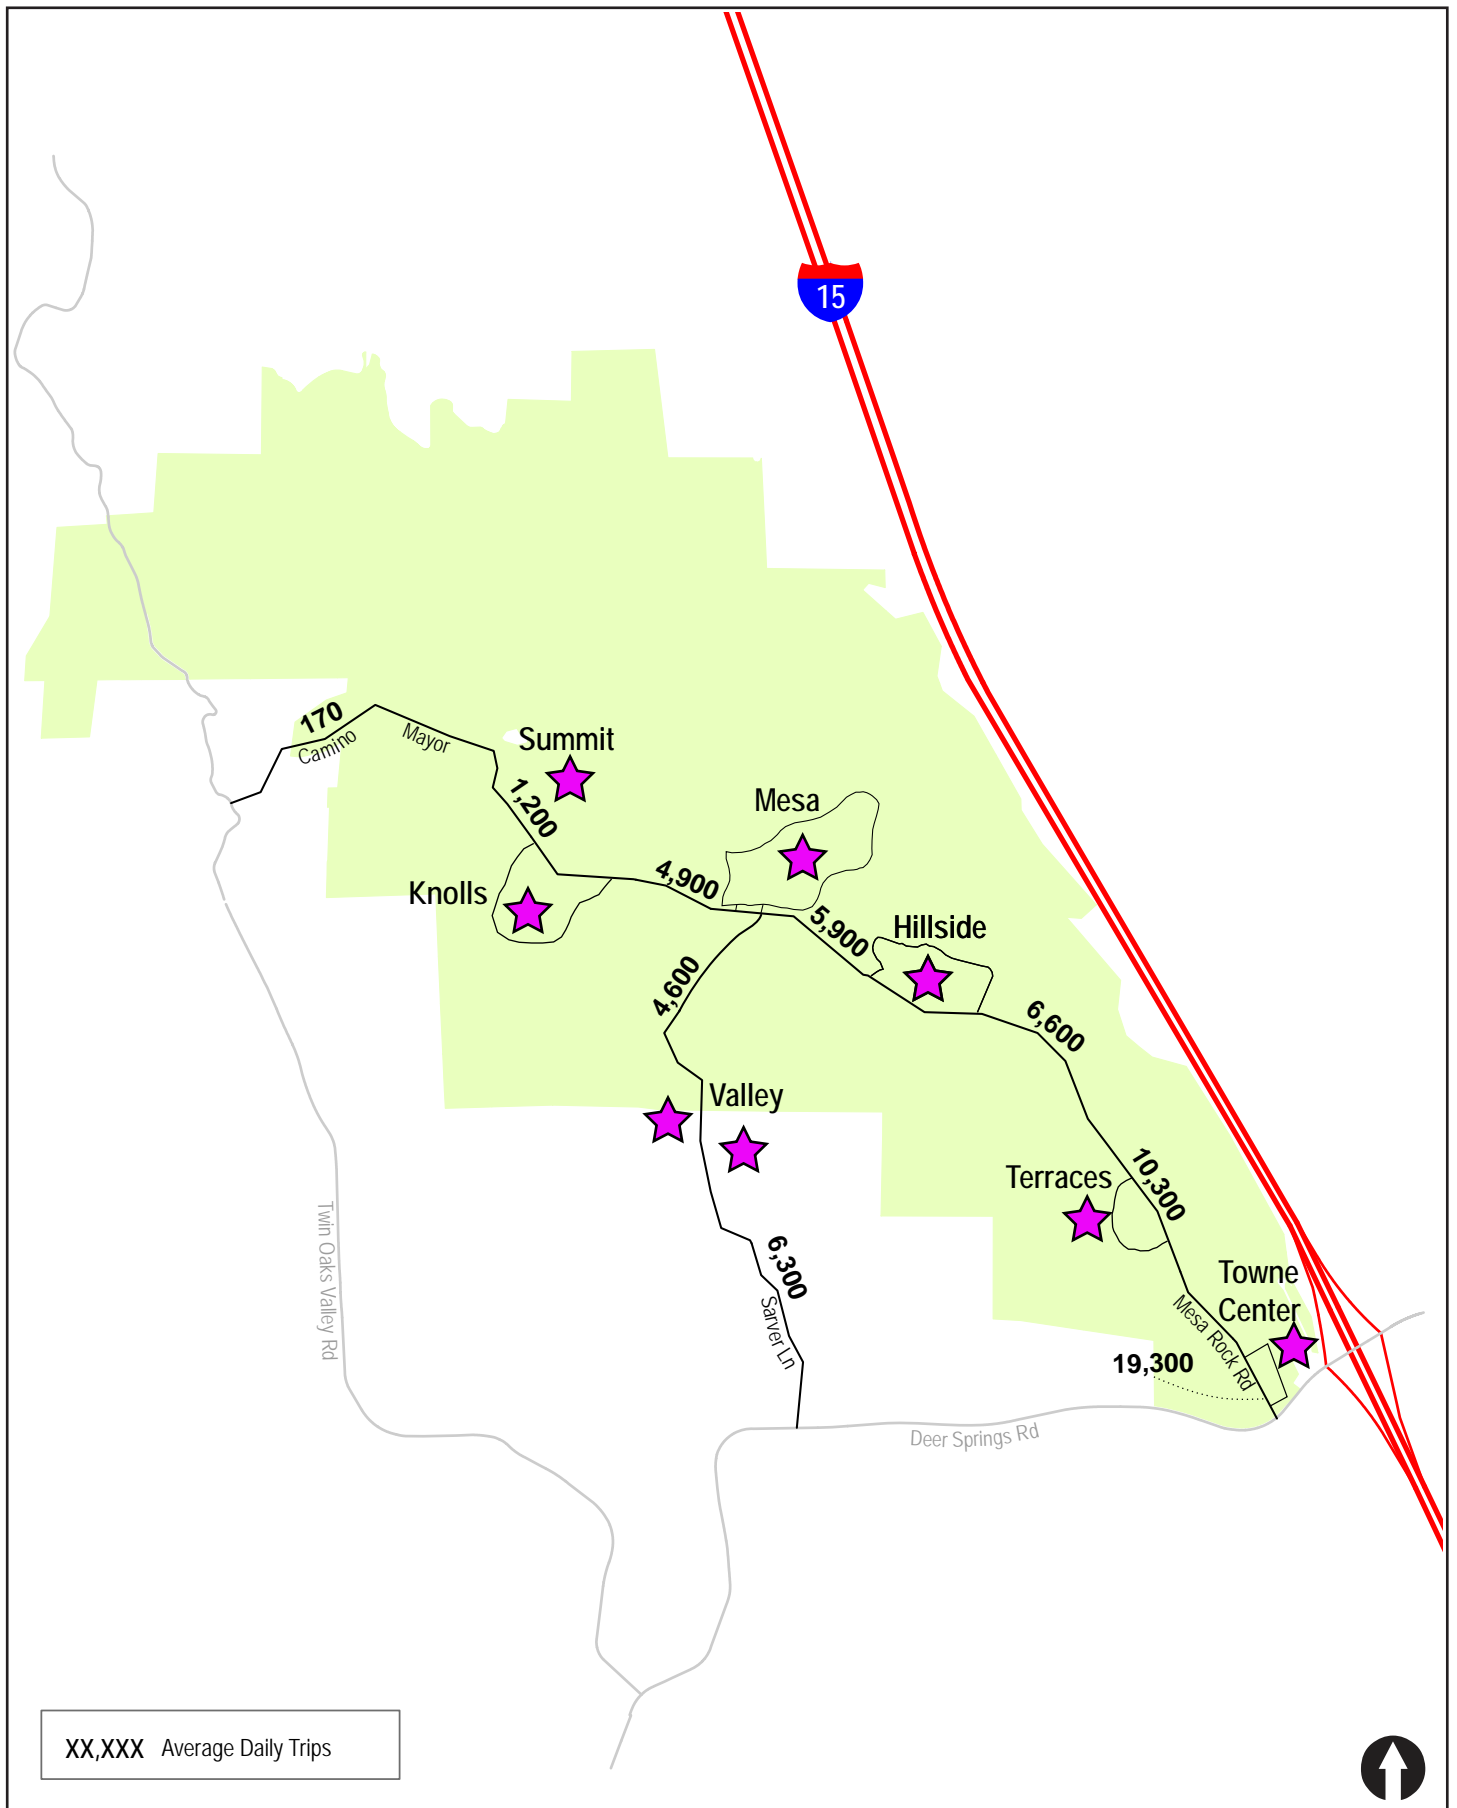 15
170
Camino
Mayor
Summit
1,200
Mesa
Knolls
4,900
5,900
Hillside
4,600
6,600
Valley
Terraces
10,300
Twin Oaks Valley Rd
6,300
Sarver Ln
Towne
Center
Mesa Rock Rd
19,300
Deer Springs Rd
XX,XXX Average Daily Trips